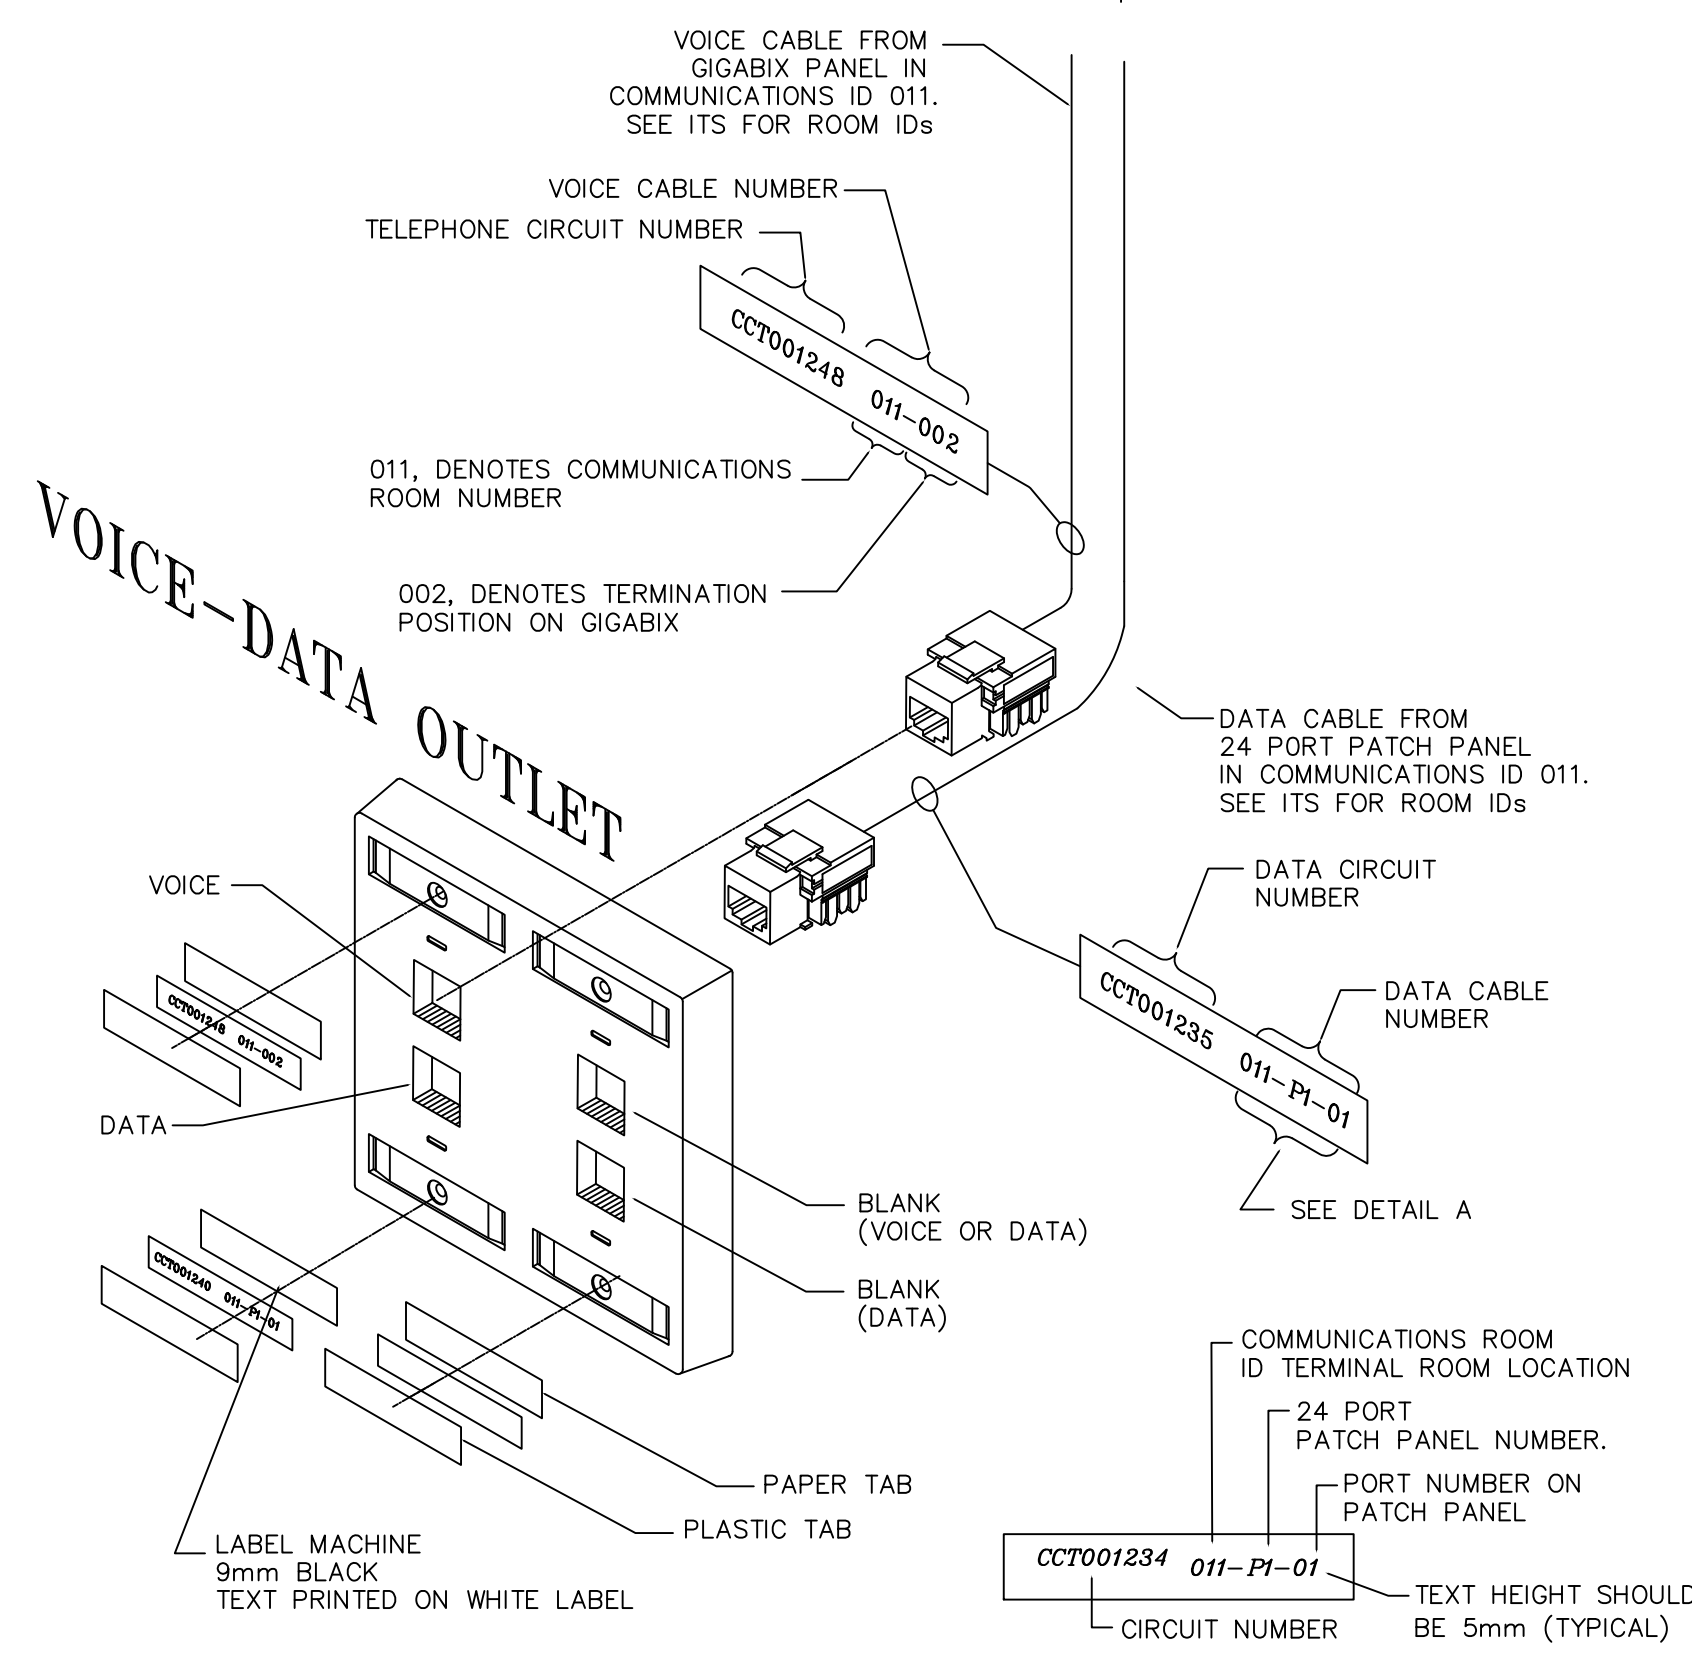 VOICE CABLE FROM
GIGABIX PANEL IN
COMMUNICATIONS ID 011.
SEE ITS FOR ROOM IDs
VOICE CABLE NUMBER
TELEPHONE CIRCUIT NUMBER
CCT001248 011-002
011, DENOTES COMMUNICATIONS
ROOM NUMBER
002, DENOTES TERMINATION
POSITION ON GIGABIX
VOICE-DATA OUTLET
DATA CABLE FROM
24 PORT PATCH PANEL
IN COMMUNICATIONS ID 011.
SEE ITS FOR ROOM IDs
VOICE
DATA CIRCUIT
NUMBER
CCT001235 011-P1-01
DATA CABLE
NUMBER
SEE DETAIL A
CCT001248 011-002
DATA
BLANK
(VOICE OR DATA)
BLANK
(DATA)
CCT001240 011-P1-01
PAPER TAB
PLASTIC TAB
LABEL MACHINE
9mm BLACK
TEXT PRINTED ON WHITE LABEL
COMMUNICATIONS ROOM
ID TERMINAL ROOM LOCATION
24 PORT
PATCH PANEL NUMBER.
PORT NUMBER ON
PATCH PANEL
CCT001234 011-P1-01
CIRCUIT NUMBER
TEXT HEIGHT SHOULD
BE 5mm (TYPICAL)